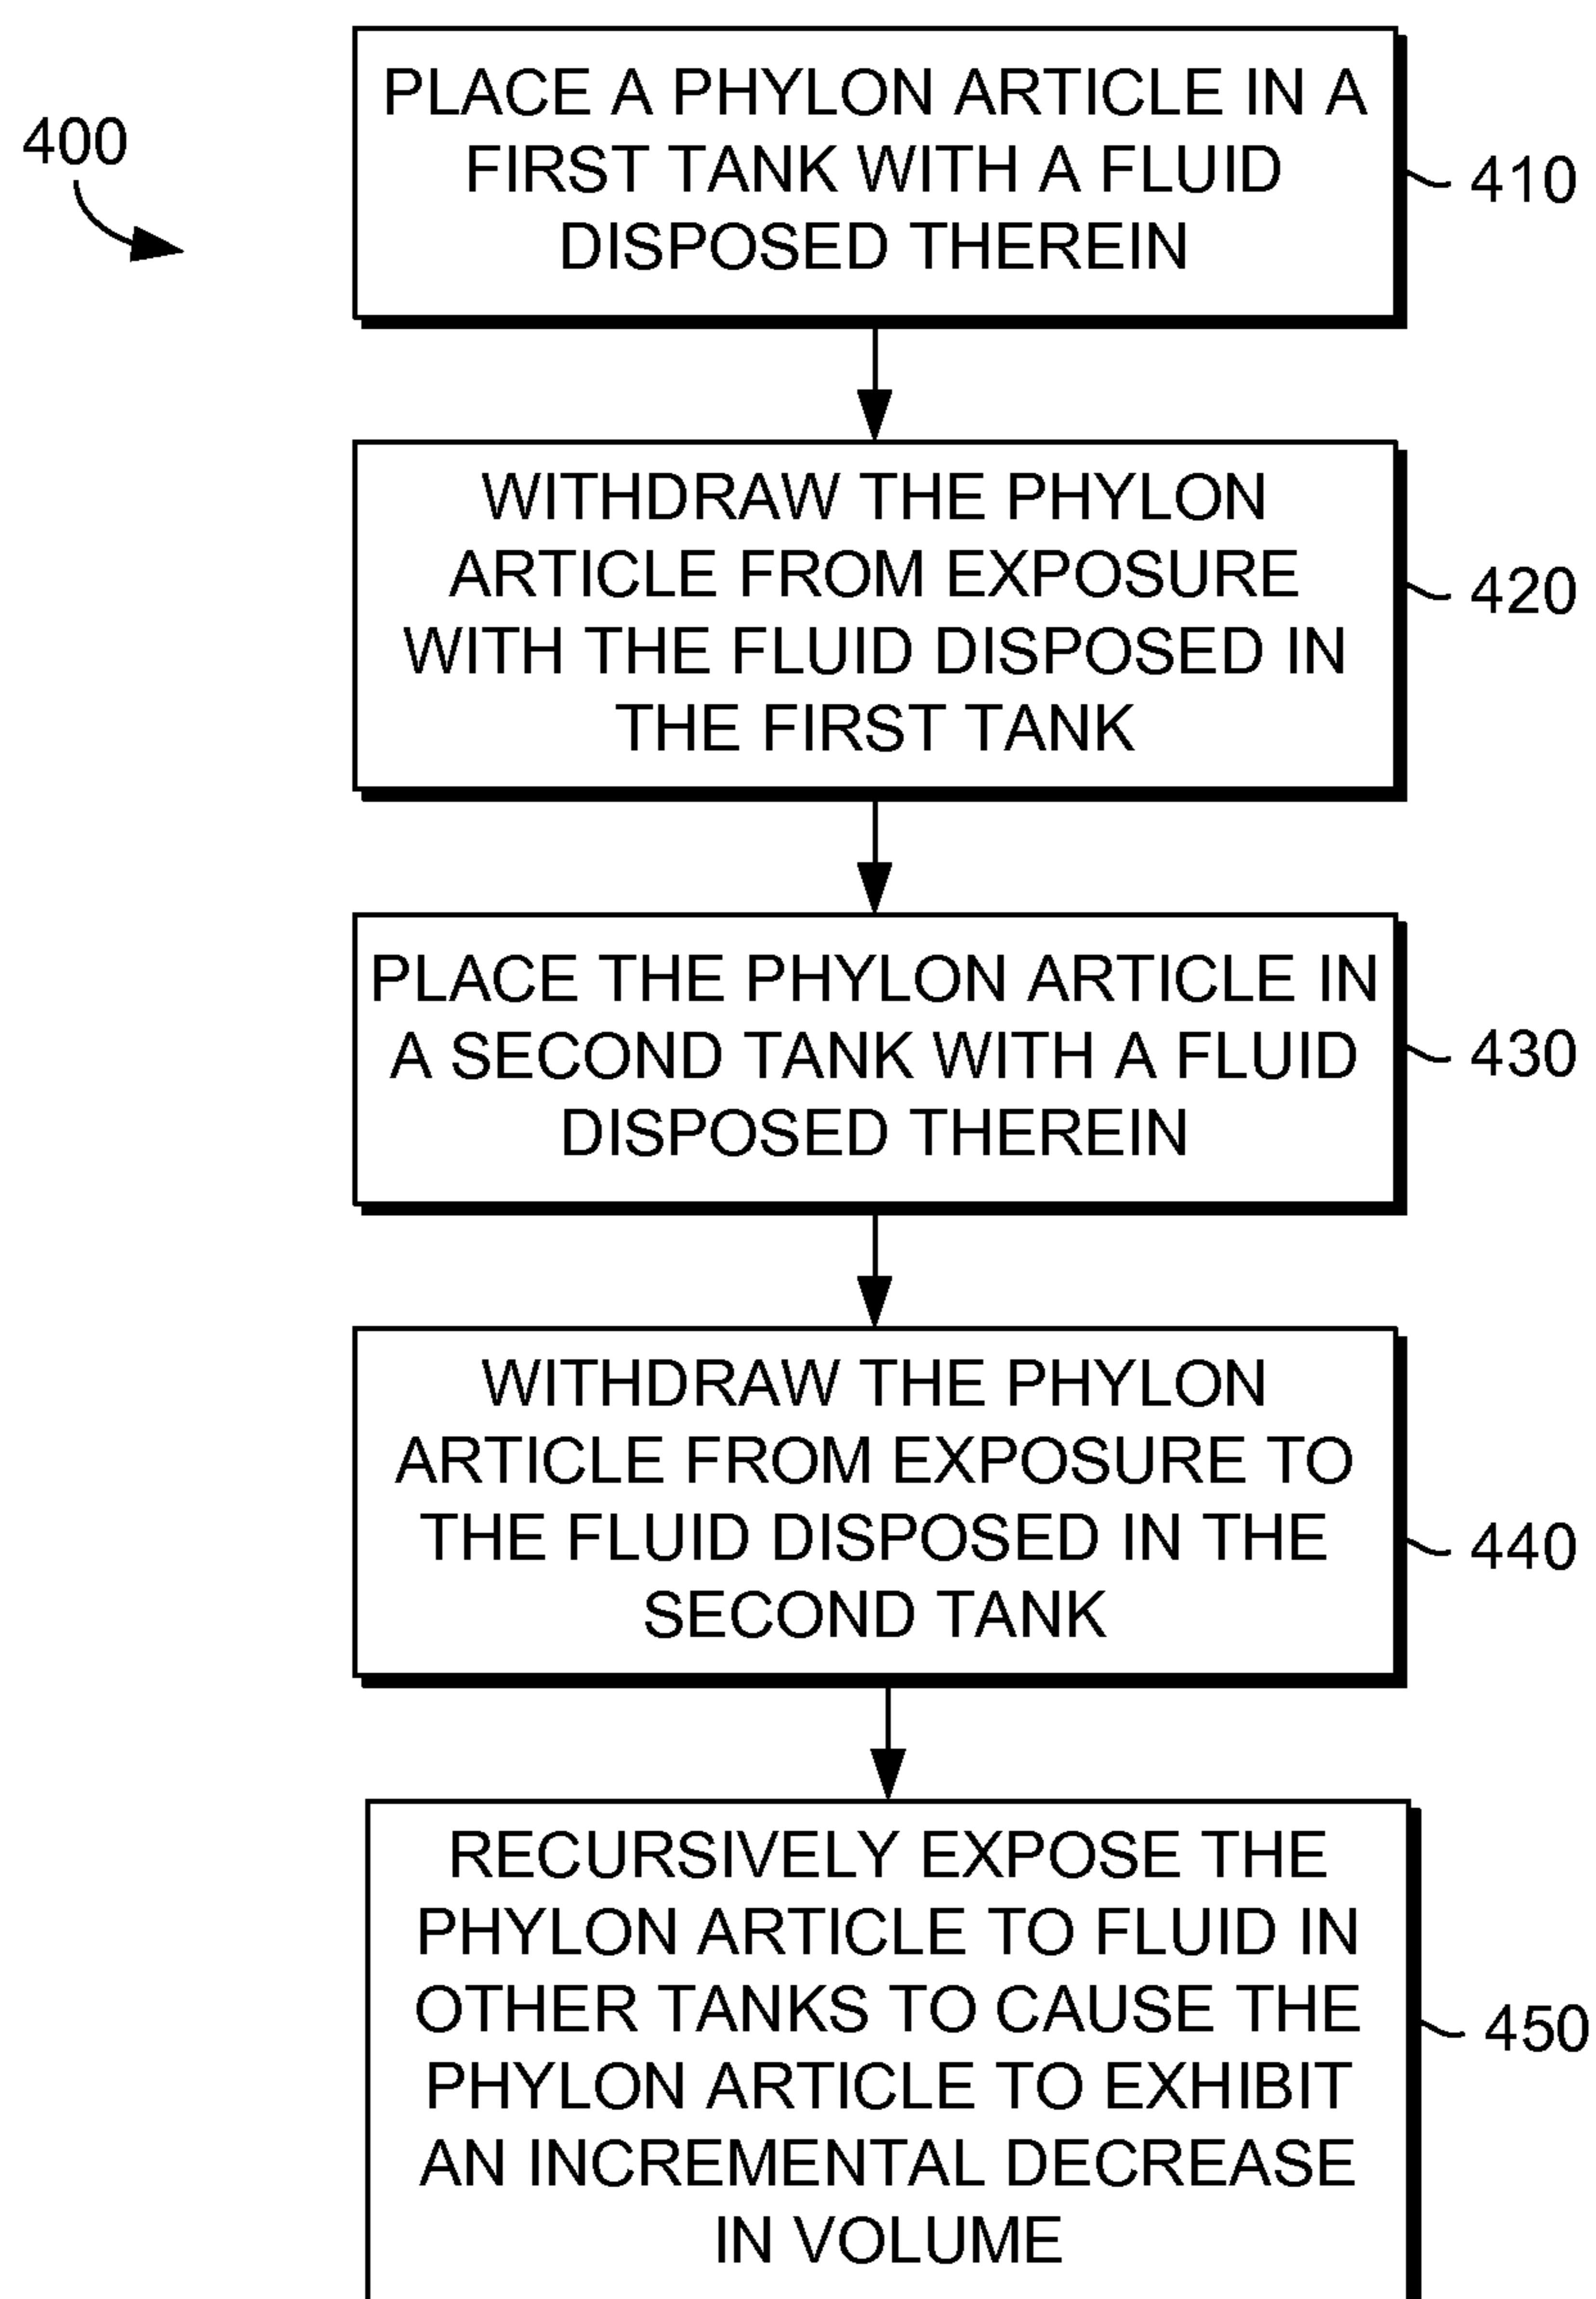 400
PLACE A PHYLON ARTICLE IN A
FIRST TANK WITH A FLUID
DISPOSED THEREIN
410
WITHDRAW THE PHYLON
ARTICLE FROM EXPOSURE
WITH THE FLUID DISPOSED IN
THE FIRST TANK
420
PLACE THE PHYLON ARTICLE IN
A SECOND TANK WITH A FLUID
DISPOSED THEREIN
430
WITHDRAW THE PHYLON
ARTICLE FROM EXPOSURE TO
THE FLUID DISPOSED IN THE
SECOND TANK
440
RECURSIVELY EXPOSE THE
PHYLON ARTICLE TO FLUID IN
OTHER TANKS TO CAUSE THE
PHYLON ARTICLE TO EXHIBIT
AN INCREMENTAL DECREASE
IN VOLUME
450